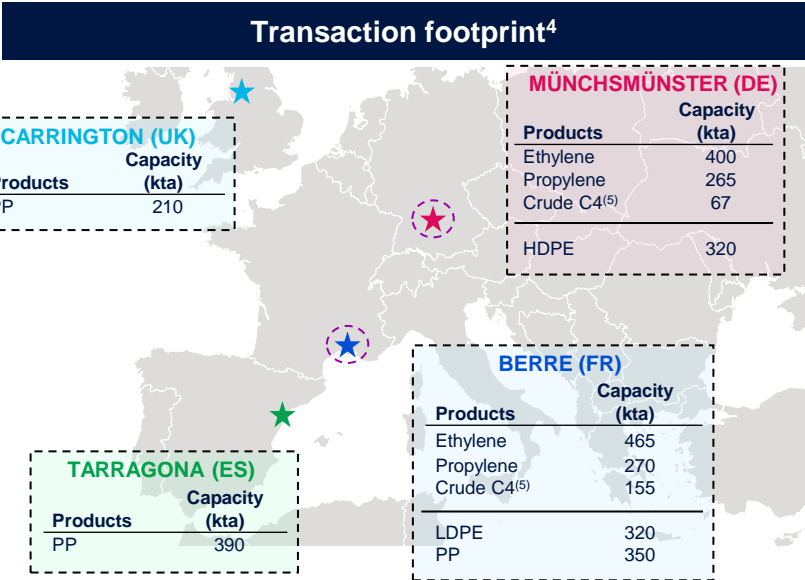 Transaction footprint4
CARRINGTON (UK)
Products Capacity (kta)
PP 210
MÜNCHSMÜNSTER (DE)
Products Capacity (kta)
Ethylene 400
Propylene 265
Crude C4(5) 67
HDPE 320
TARRAGONA (ES)
Products Capacity (kta)
PP 390
BERRE (FR)
Products Capacity (kta)
Ethylene 465
Propylene 270
Crude C4(5) 155
LDPE 320
PP 350